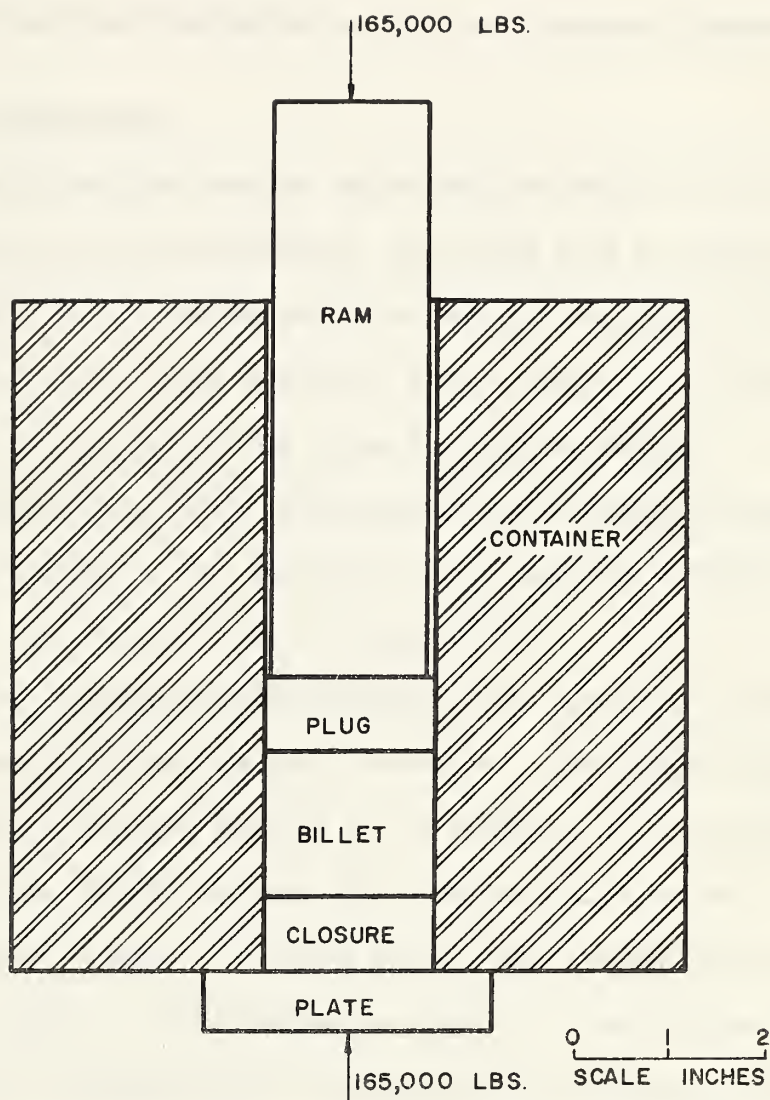 165,000 LBS.
RAM
CONTAINER
PLUG
BILLET
CLOSURE
PLATE
0 1 2
SCALE INCHES
165,000 LBS.